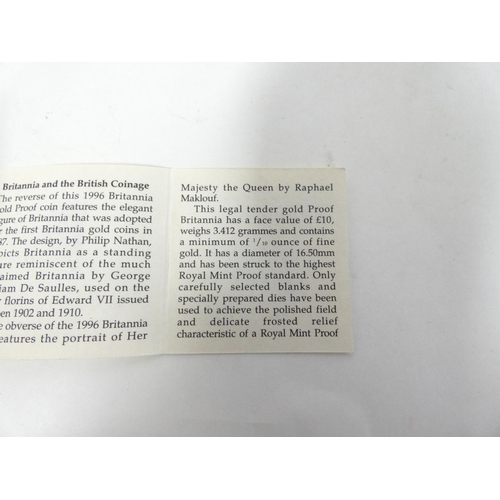 Britannia and the British Coinage
The reverse of this 1996 Britannia
old Proof coin features the elegant
gure of Britannia that was adopted
the first Britannia gold coins in
87. The design, by Philip Nathan,
picts Britannia as a standing
ure reminiscent of the much
laimed Britannia by George
iam De Saulles, used on the
florins of Edward VII issued
en 1902 and 1910.
e obverse of the 1996 Britannia
eatures the portrait of Her
Majesty the Queen by Raphael
Maklouf.
This legal tender gold Proof
Britannia has a face value of £10,
weighs 3.412 grammes and contains
a minimum of 1/10 ounce of fine
gold. It has a diameter of 16.50mm
and has been struck to the highest
Royal Mint Proof standard. Only
carefully selected blanks and
specially prepared dies have been
used to achieve the polished field
and delicate frosted relief
characteristic of a Royal Mint Proof